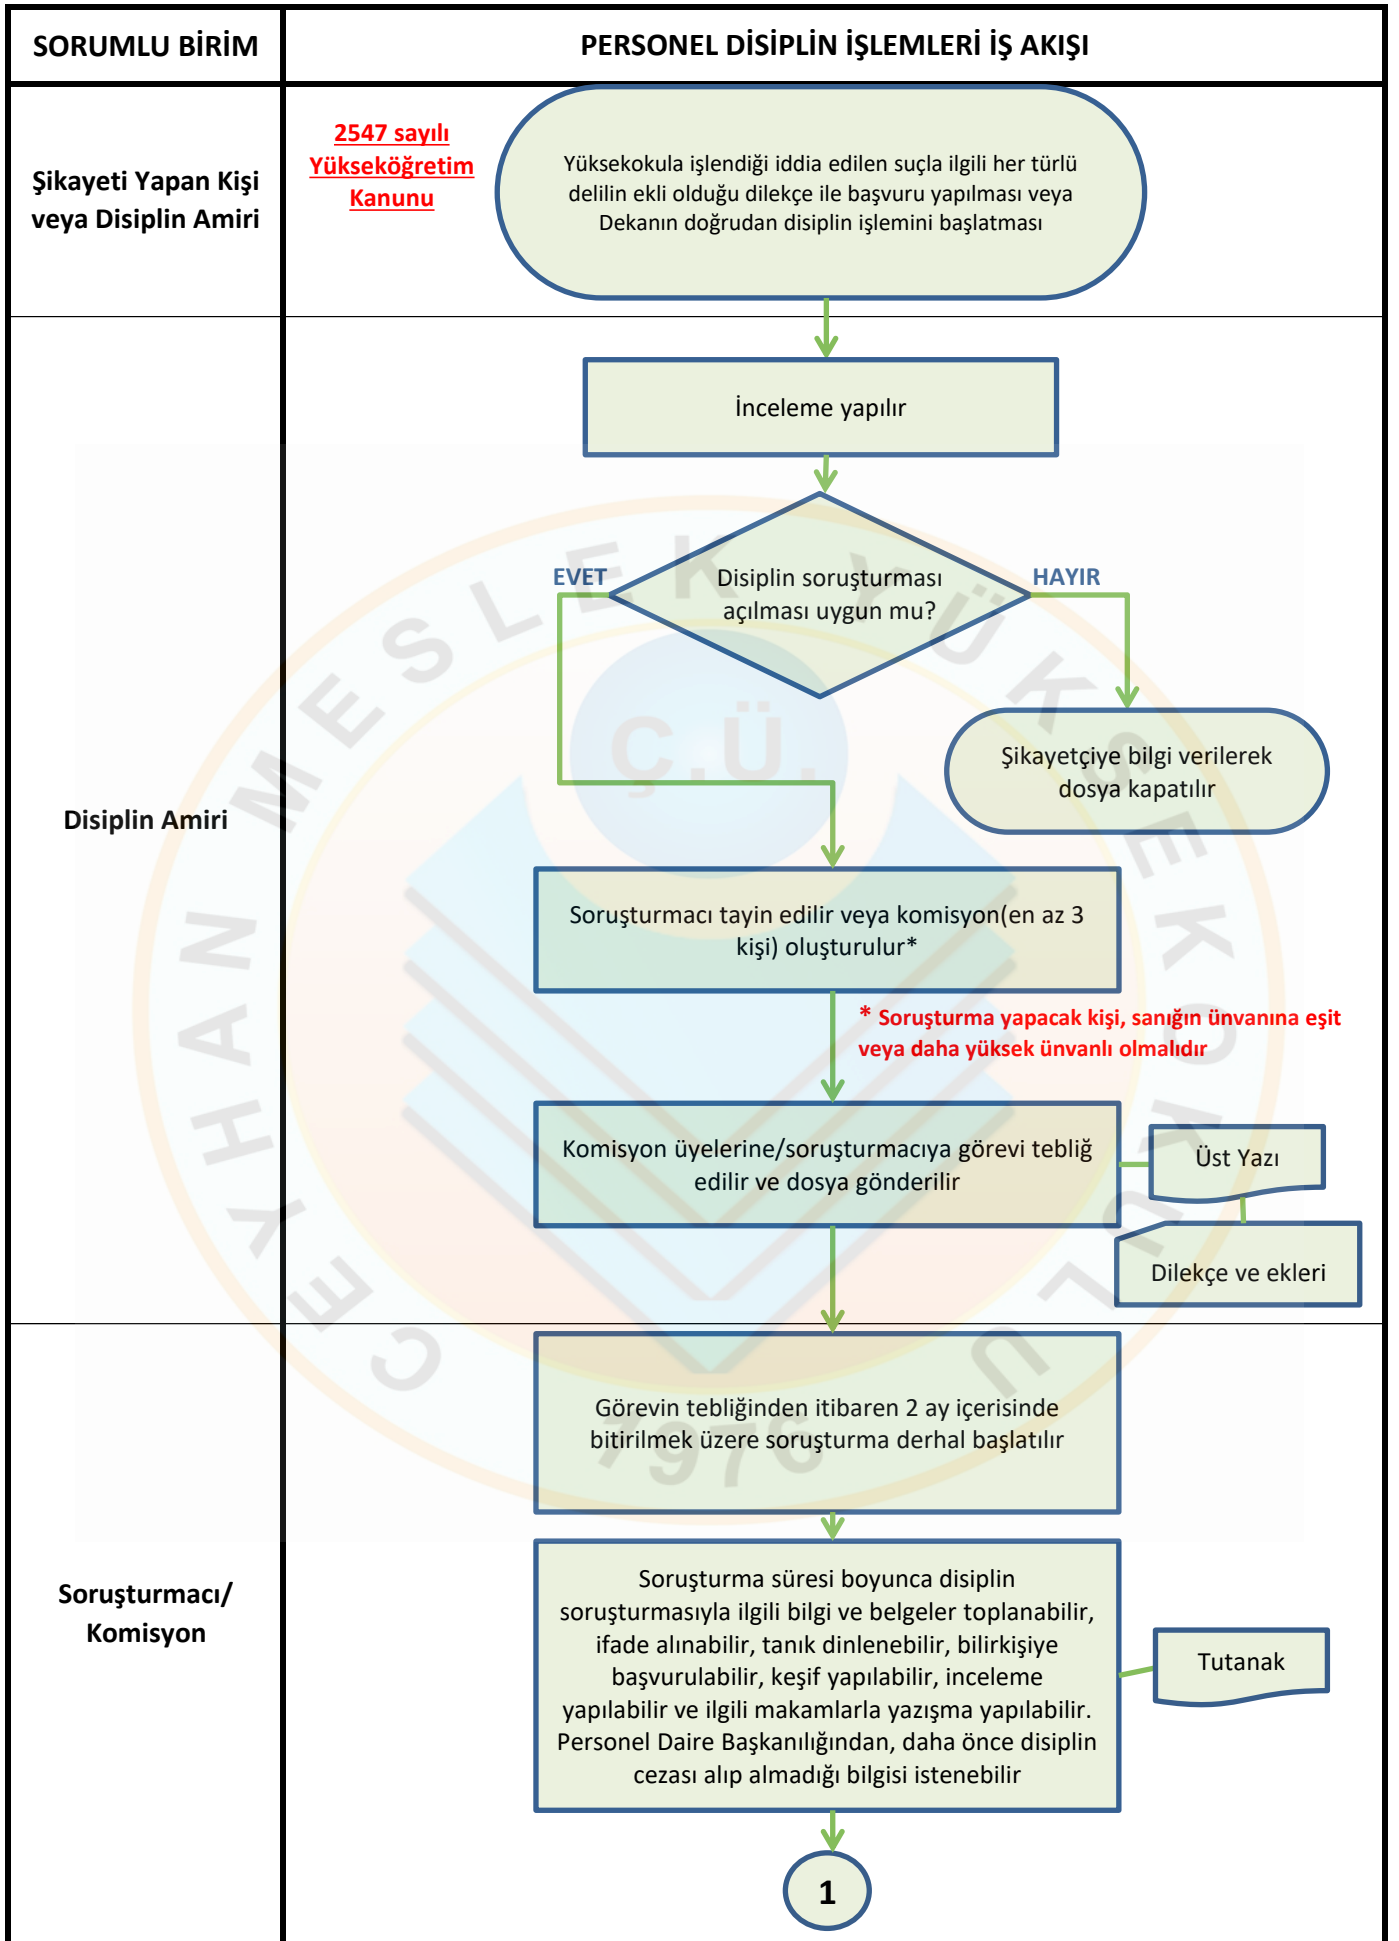 SORUMLU BİRİM
PERSONEL DİSİPLİN İŞLEMLERİ İŞ AKIŞI
Şikayeti Yapan Kişi
veya Disiplin Amiri
2547 sayılı
Yükseköğretim
Kanunu
Yüksekokula işlendiği iddia edilen suçla ilgili her türlü
delilin ekli olduğu dilekçe ile başvuru yapılması veya
Dekanın doğrudan disiplin işlemini başlatması
Disiplin Amiri
İnceleme yapılır
Disiplin soruşturması
açılması uygun mu?
EVET
HAYIR
Şikayetçiye bilgi verilerek
dosya kapatılır
Soruşturmacı tayin edilir veya komisyon(en az 3
kişi) oluşturulur*
* Soruşturma yapacak kişi, sanığın ünvanına eşit
veya daha yüksek ünvanlı olmalıdır
Komisyon üyelerine/soruşturmacıya görevi tebliğ
edilir ve dosya gönderilir
Üst Yazı
Dilekçe ve ekleri
Soruşturmacı/
Komisyon
Görevin tebliğinden itibaren 2 ay içerisinde
bitirilmek üzere soruşturma derhal başlatılır
Soruşturma süresi boyunca disiplin
soruşturmasıyla ilgili bilgi ve belgeler toplanabilir,
ifade alınabilir, tanık dinlenebilir, bilirkişiye
başvurulabilir, keşif yapılabilir, inceleme
yapılabilir ve ilgili makamlarla yazışma yapılabilir.
Personel Daire Başkanılığından, daha önce disiplin
cezası alıp almadığı bilgisi istenebilir
Tutanak
1
CEYHAN MESLEK YÜKSEKOKULU
Ç.Ü.
1976